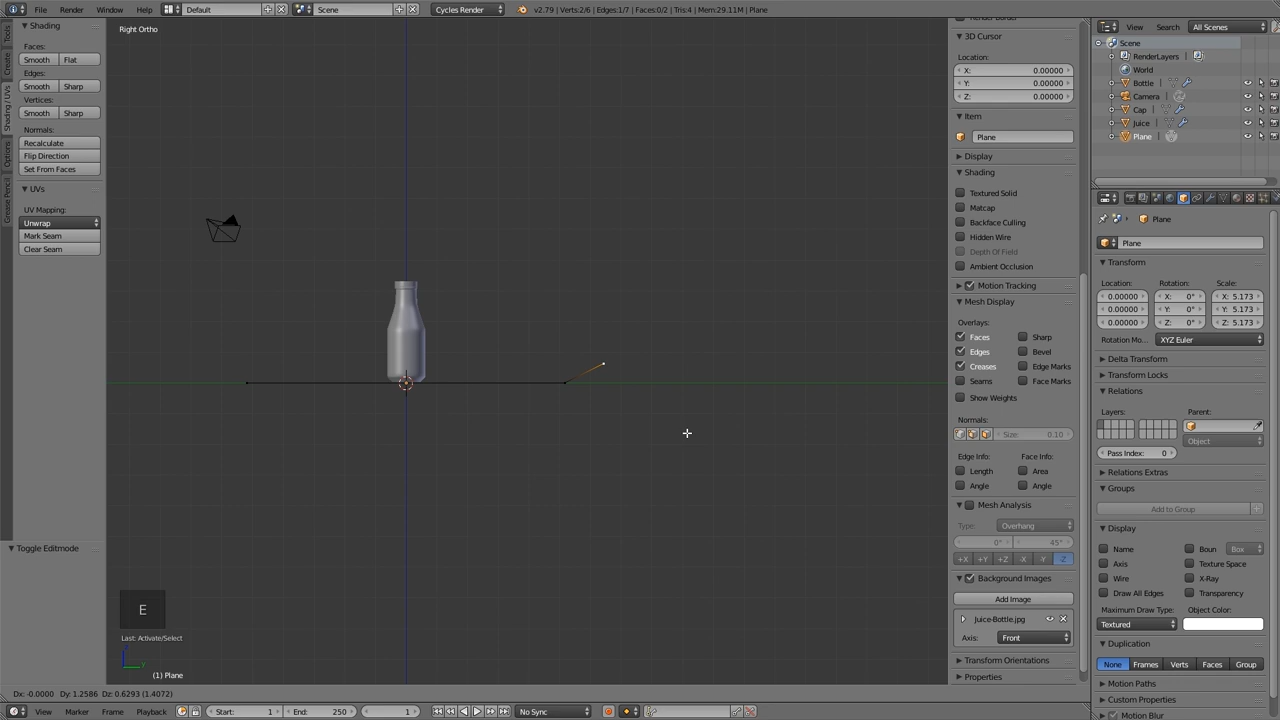 File Render Window Help Default Scene Cycles Render v2.79 | Verts:2/6 | Edges:1/7 | Faces:0/2 | Tris:4 | Mem:29.11M | Plane
Tools
Create
Shading / UVs
Options
Grease Pencil
Shading
Faces:
Smooth Flat
Edges:
Smooth Sharp
Vertices:
Smooth Sharp
Normals:
Recalculate
Flip Direction
Set From Faces
UVs
UV Mapping:
Unwrap
Mark Seam
Clear Seam
Toggle Editmode
Right Ortho
E
Last: Activate/Select
Z
Y
(1) Plane
Dx: -0.0000 Dy: 1.2586 Dz: 0.6293 (1.4072)
3D Cursor
Location:
X: 0.00000
Y: 0.00000
Z: 0.00000
Item
Plane
Display
Shading
Textured Solid
Matcap
Backface Culling
Hidden Wire
Depth Of Field
Ambient Occlusion
Motion Tracking
Mesh Display
Overlays:
Faces Sharp
Edges Bevel
Creases Edge Marks
Seams Face Marks
Show Weights
Normals:
Size: 0.10
Edge Info: Face Info:
Length Area
Angle Angle
Mesh Analysis
Type: Overhang
0° 45°
+X +Y +Z -X -Y -Z
Background Images
Add Image
Juice-Bottle.jpg
Axis: Front
Transform Orientations
Properties
View Search All Scenes
Scene
RenderLayers
World
Bottle
Camera
Cap
Juice
Plane
Plane
Plane
Transform
Location: Rotation: Scale:
0.00000 X: 0° X: 5.173
0.00000 Y: 0° Y: 5.173
0.00000 Z: 0° Z: 5.173
Rotation Mo... XYZ Euler
Delta Transform
Transform Locks
Relations
Layers: Parent:
Object
Pass Index: 0
Relations Extras
Groups
Add to Group
Display
Name Boun Box
Axis Texture Space
Wire X-Ray
Draw All Edges Transparency
Maximum Draw Type: Object Color:
Textured
Duplication
None Frames Verts Faces Group
Motion Paths
Custom Properties
Motion Blur
View Marker Frame Playback Start: 1 End: 250 1 No Sync